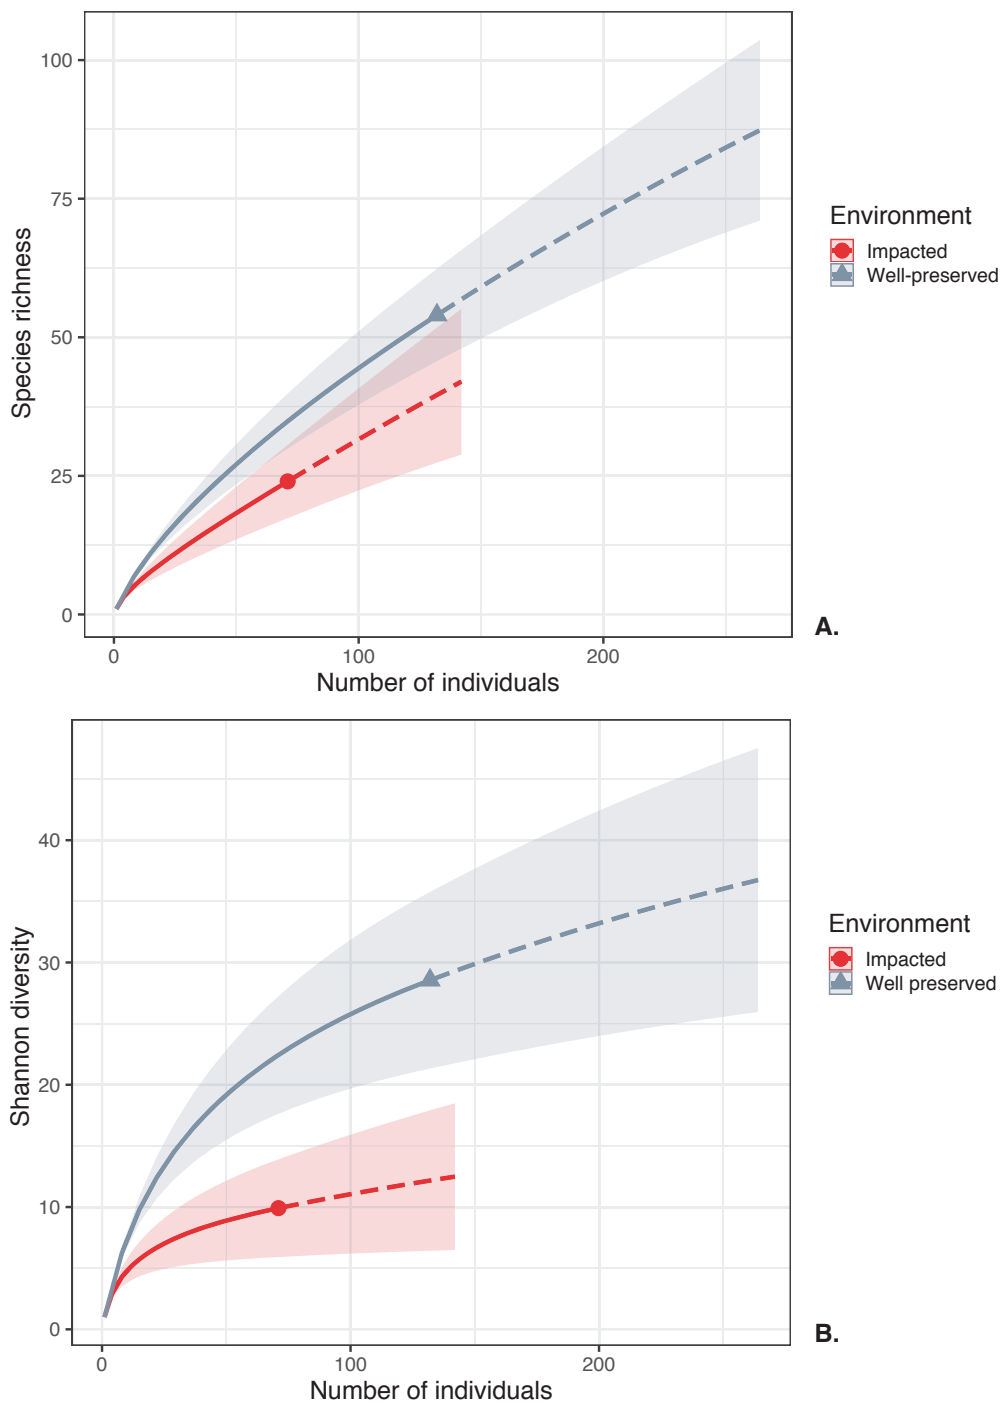 100
75
50
25
0
Species richness
0
100
200
Number of individuals
Environment
Impacted
Well-preserved
A.
40
30
20
10
0
Shannon diversity
0
100
200
Number of individuals
Environment
Impacted
Well preserved
B.